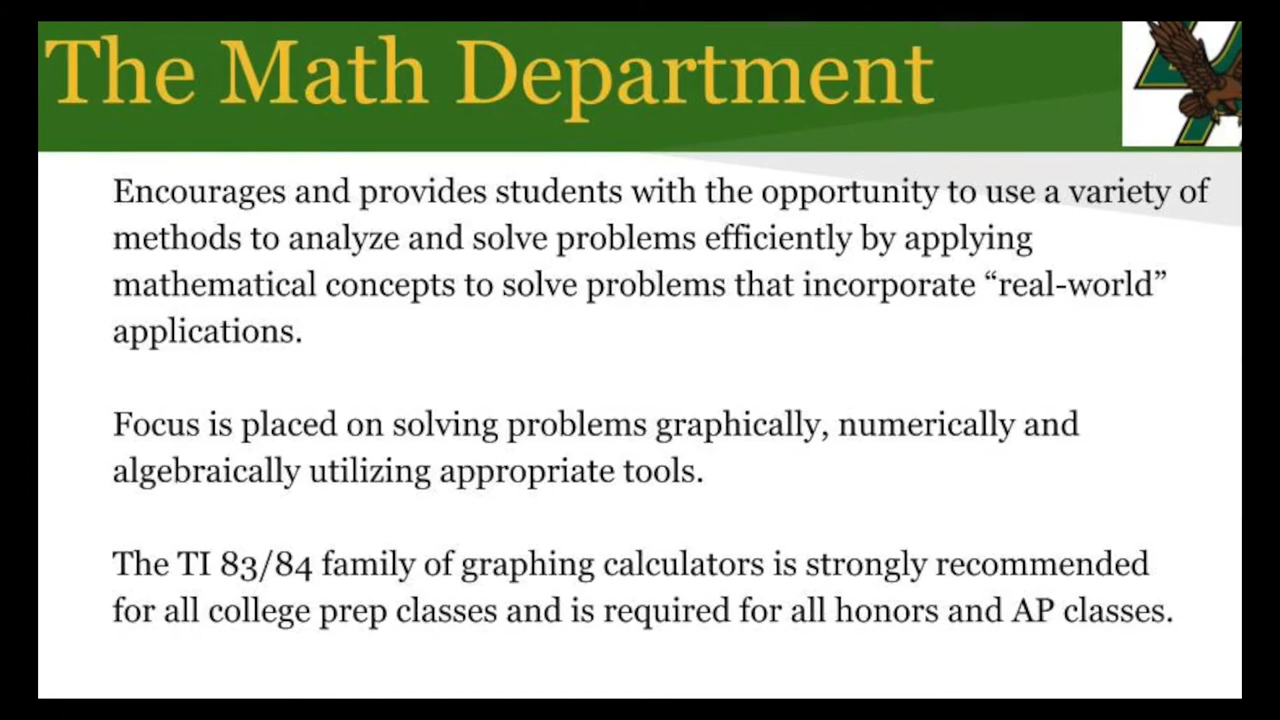 The Math Department
Encourages and provides students with the opportunity to use a variety of
methods to analyze and solve problems efficiently by applying
mathematical concepts to solve problems that incorporate “real-world”
applications.
Focus is placed on solving problems graphically, numerically and
algebraically utilizing appropriate tools.
The TI 83/84 family of graphing calculators is strongly recommended
for all college prep classes and is required for all honors and AP classes.